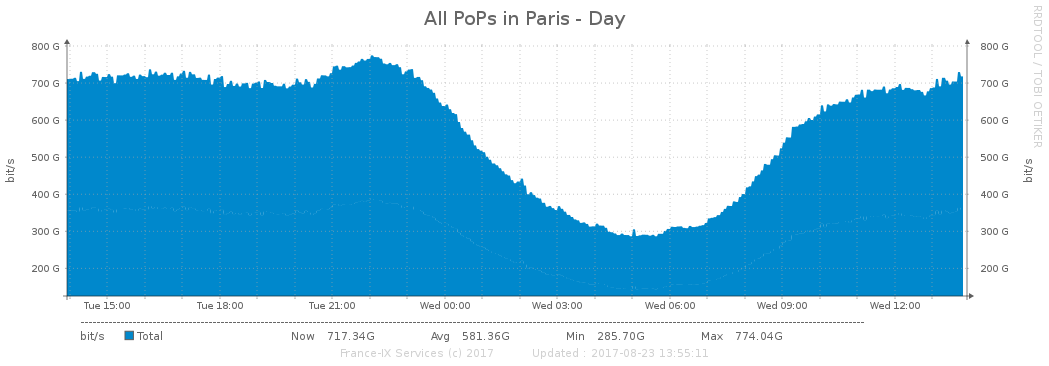 All PoPs in Paris - Day
RRDTOOL / TOBI OETIKER
800 G 800 G
700 G 700 G
600 G 600 G
500 G 500 G
400 G 400 G
300 G 300 G
200 G 200 G
bit/s bit/s
Tue 15:00 Tue 18:00 Tue 21:00 Wed 00:00 Wed 03:00 Wed 06:00 Wed 09:00 Wed 12:00
bit/s Total Now 717.34G Avg 581.36G Min 285.70G Max 774.04G
France-IX Services (c) 2017 Updated : 2017-08-23 13:55:11